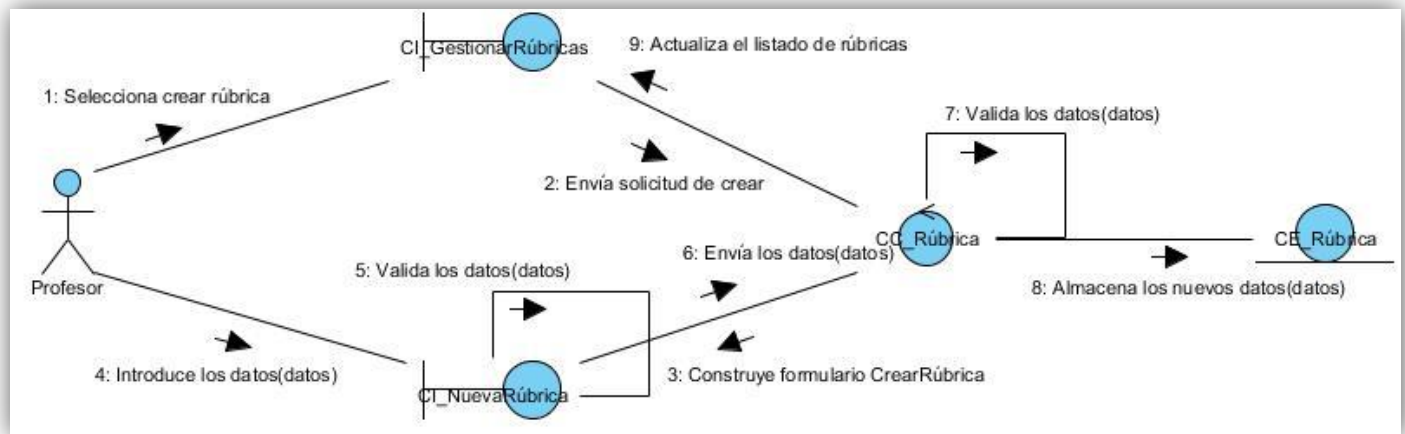 CI_GestionarRúbricas
9: Actualiza el listado de rúbricas
1: Selecciona crear rúbrica
7: Valida los datos(datos)
2: Envía solicitud de crear
CC_Rúbrica
CE_Rúbrica
6: Envía los datos(datos)
5: Valida los datos(datos)
Profesor
8: Almacena los nuevos datos(datos)
4: Introduce los datos(datos)
3: Construye formulario CrearRúbrica
CI_NuevaRúbrica